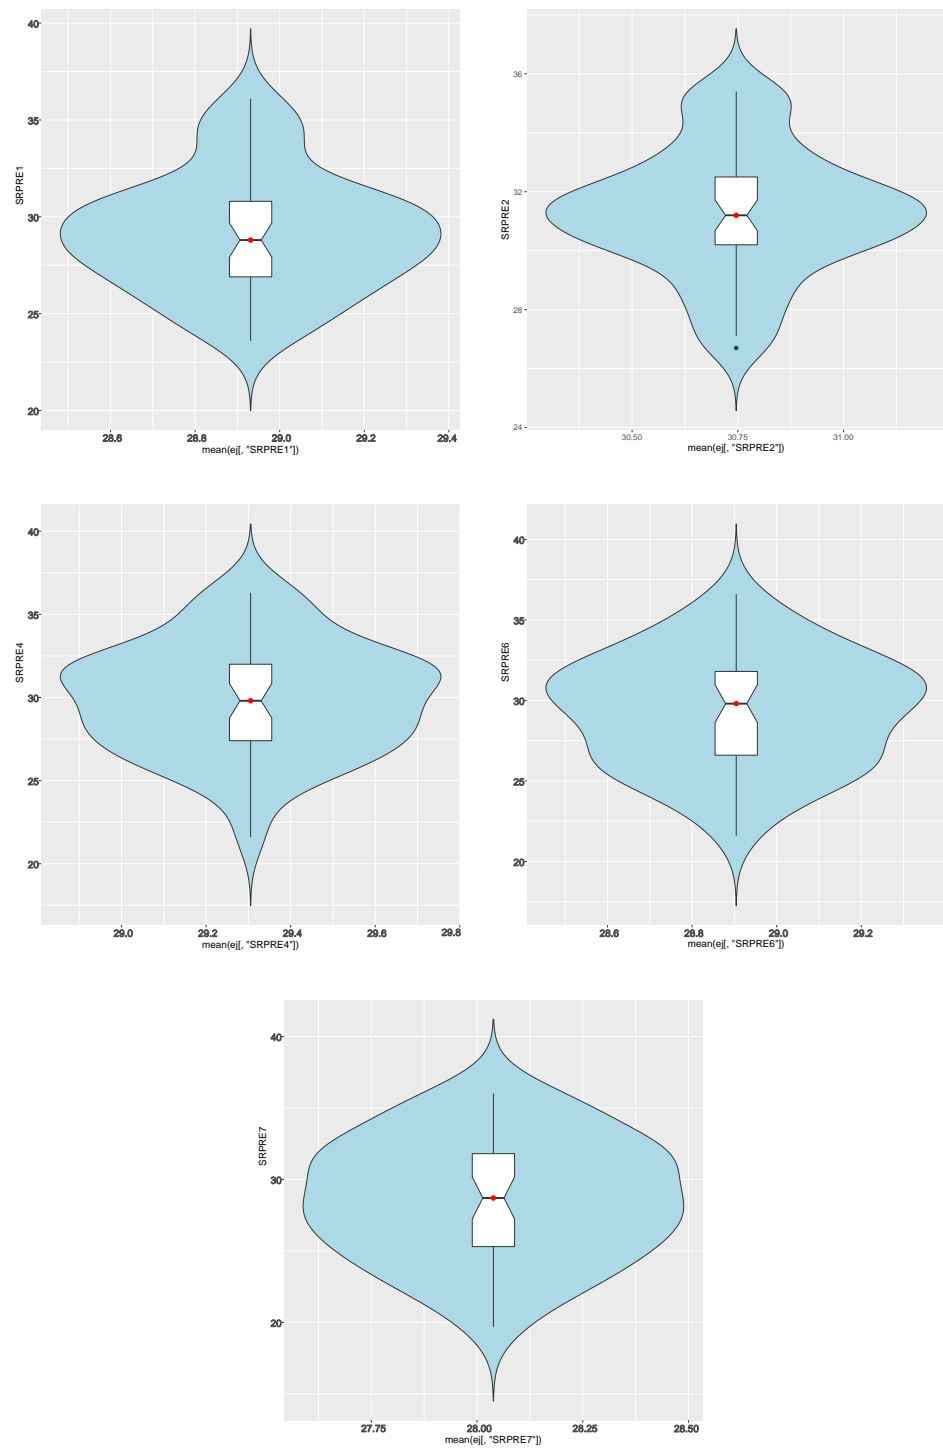 SRPRE1
40
35
30
25
20
28.6 28.8 29.0 29.2 29.4
mean(ej[, "SRPRE1"])
SRPRE2
36
32
28
24
30.50 30.75 31.00
mean(ej[, "SRPRE2"])
SRPRE4
40
35
30
25
20
29.0 29.2 29.4 29.6 29.8
mean(ej[, "SRPRE4"])
SRPRE6
40
35
30
25
20
28.6 28.8 29.0 29.2
mean(ej[, "SRPRE6"])
SRPRE7
40
30
20
27.75 28.00 28.25 28.50
mean(ej[, "SRPRE7"])